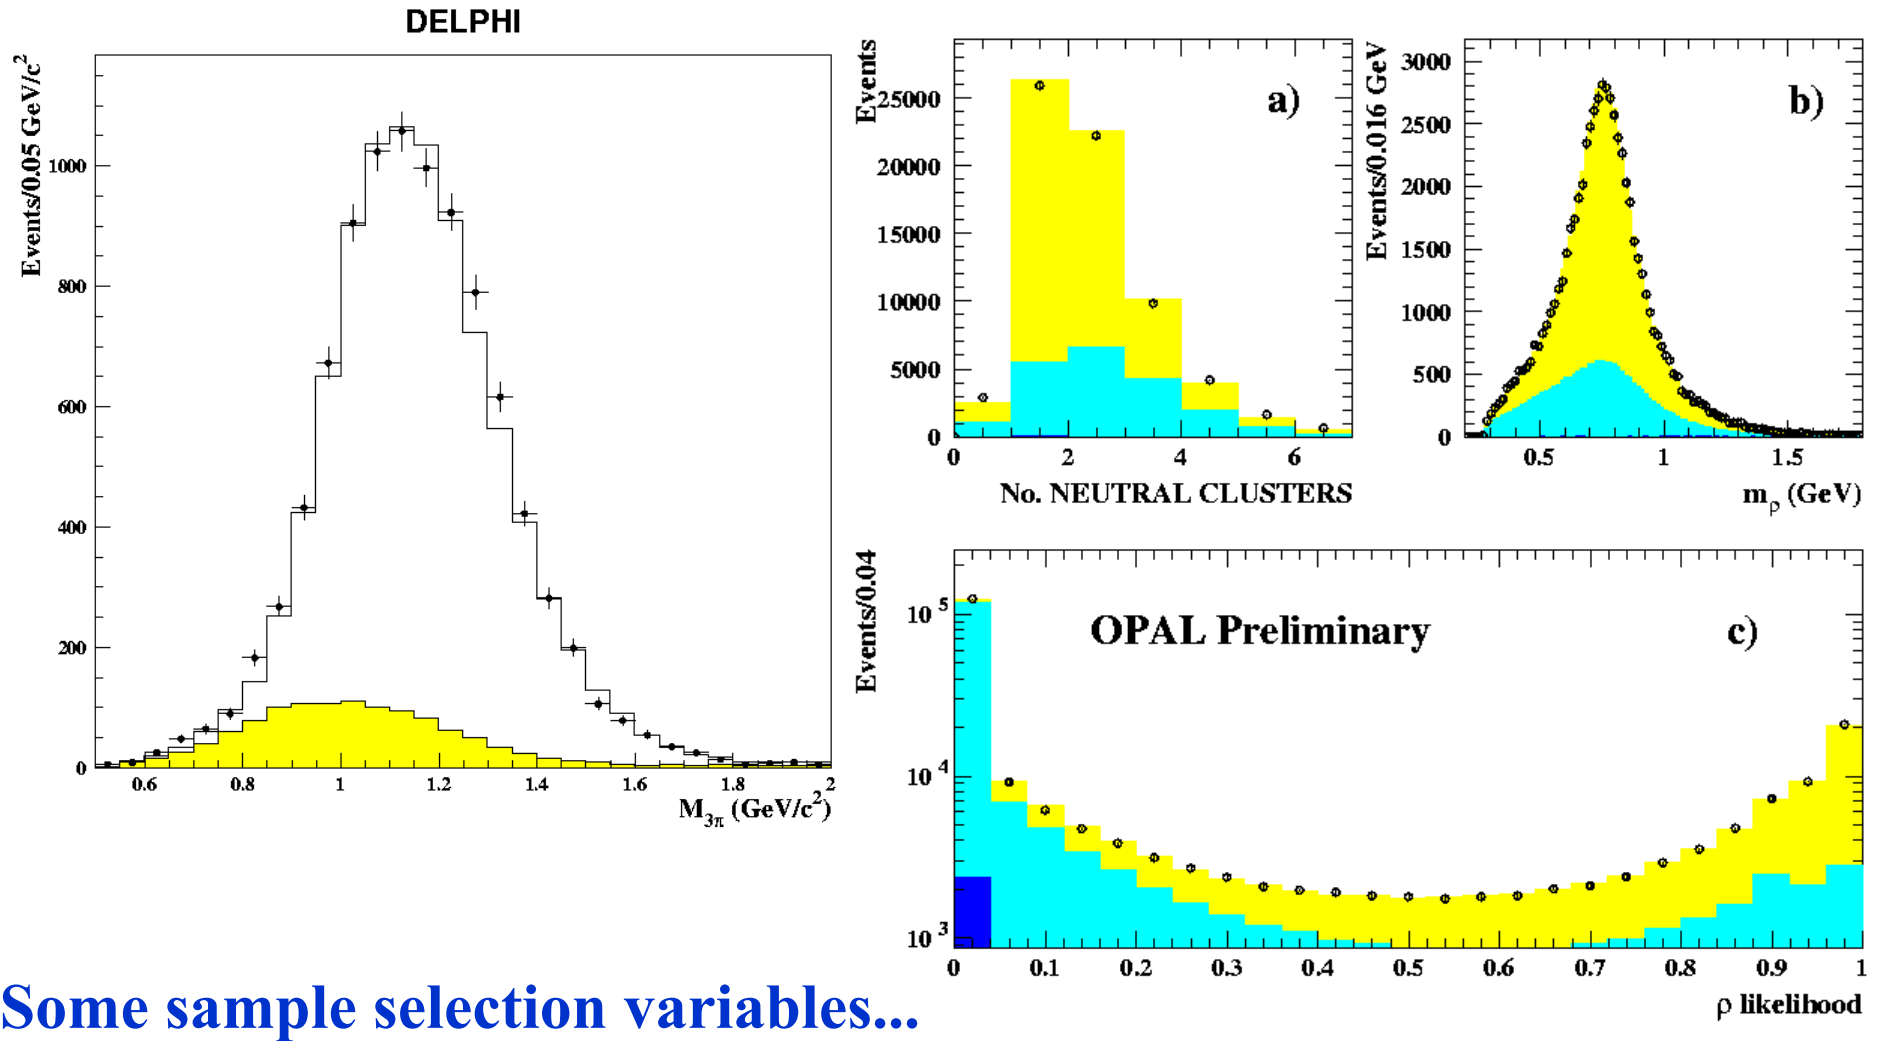 DELPHI
Events/0.05 GeV/c²
1000
800
600
400
200
0
0.6 0.8 1 1.2 1.4 1.6 1.8 2
M3π (GeV/c²)
Events
a)
25000
20000
15000
10000
5000
0
0 2 4 6
No. NEUTRAL CLUSTERS
Events/0.016 GeV
b)
3000
2500
2000
1500
1000
500
0
0.5 1 1.5
mρ (GeV)
Events/0.04
OPAL Preliminary
c)
10⁵
10⁴
10³
0 0.1 0.2 0.3 0.4 0.5 0.6 0.7 0.8 0.9 1
ρ likelihood
Some sample selection variables...